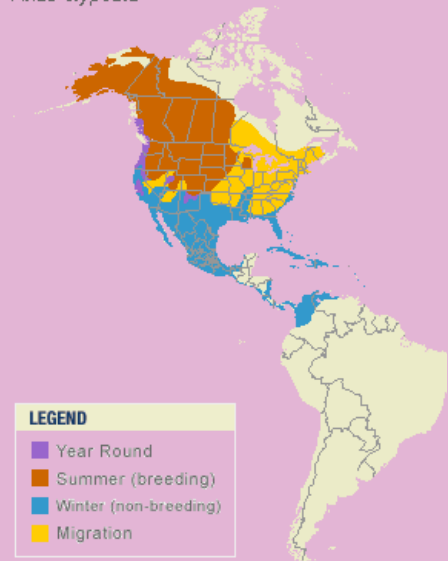 LEGEND
Year Round
Summer (breeding)
Winter (non-breeding)
Migration